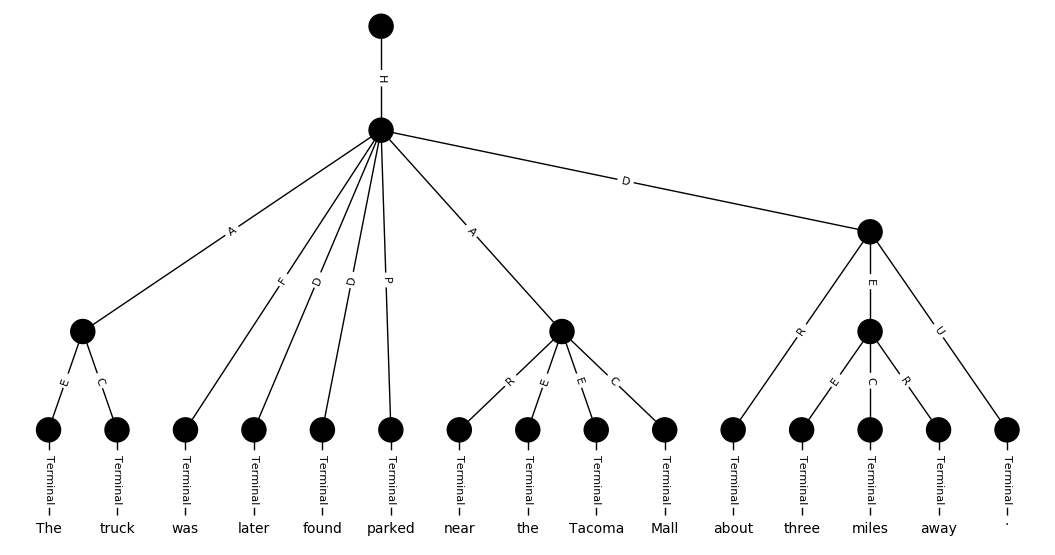 H
D
A
A
F
D
D
P
E
R
E
U
E
C
R
E
E
C
E
C
R
Terminal Terminal Terminal Terminal Terminal Terminal Terminal Terminal Terminal Terminal Terminal Terminal Terminal Terminal Terminal
The truck was later found parked near the Tacoma Mall about three miles away .